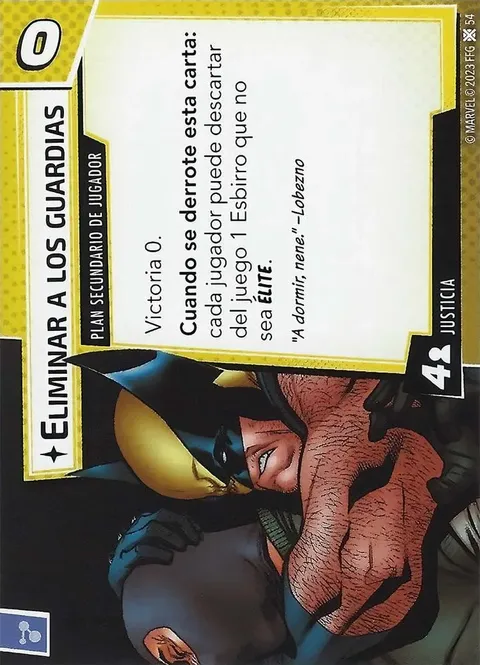 0
ELIMINAR A LOS GUARDIAS
PLAN SECUNDARIO DE JUGADOR
Victoria 0.
Cuando se derrote esta carta:
cada jugador puede descartar
del juego 1 Esbirro que no
sea ÉLITE.
"A dormir, nene." –Lobezno
4
JUSTICIA
© MARVEL © 2023 FFG 54